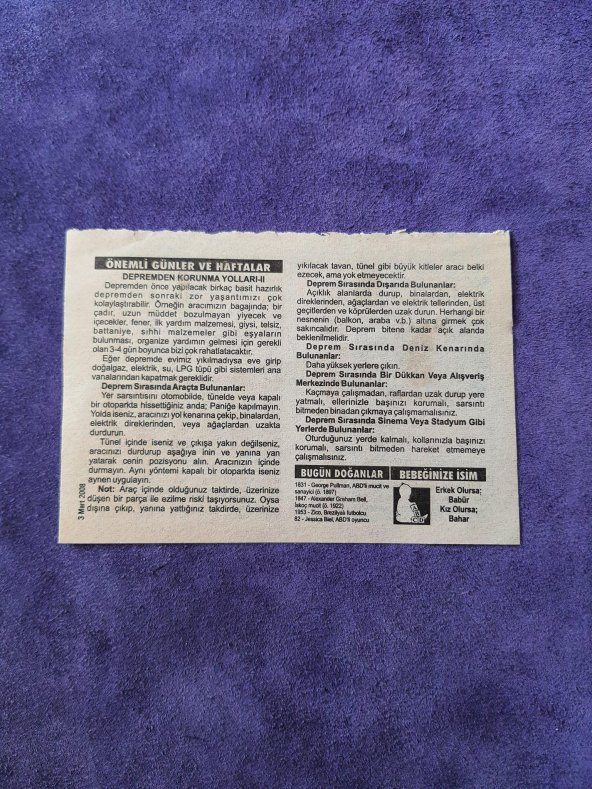 ÖNEMLİ GÜNLER VE HAFTALAR
DEPREMDEN KORUNMA YOLLARI-II
Depremden önce yapılacak birkaç basit hazırlık
depremden sonraki zor yaşantımızı çok
kolaylaştırabilir. Örneğin aracımızın bagajında; bir
çadır, uzun müddet bozulmayan yiyecek ve
içecekler, fener, ilk yardım malzemesi, giysi, telsiz,
battaniye, sıhhi malzemeler gibi eşyaların
bulunması, organize yardımın gelmesi için gerekli
olan 3-4 gün boyunca bizi çok rahatlatacaktır.
Eğer depremde evimiz yıkılmadıysa eve girip
doğalgaz, elektrik, su, LPG tüpü gibi sistemleri ana
vanalarından kapatmak gereklidir.
Deprem Sırasında Araçta Bulunanlar:
Yer sarsıntısını otomobilde, tünelde veya kapalı
bir otoparkta hissettiğiniz anda; Paniğe kapılmayın.
Yolda iseniz, aracınızı yol kenarına çekip, binalardan,
elektrik direklerinden, veya ağaçlardan uzakta
durdurun.
Tünel içinde iseniz ve çıkışa yakın değilseniz,
aracınızı durdurup aşağıya inin ve yanına yan
yatarak cenin pozisyonu alın. Aracınızın içinde
durmayın. Aynı yöntemi kapalı bir otoparkta iseniz
aynen uygulayın.
Not: Araç içinde olduğunuz taktirde, üzerinize
düşen bir parça ile ezilme riski taşıyorsunuz. Oysa
dışına çıkıp, yanına yattığınız takdirde, üzerinize
3 Mart 2008
yıkılacak tavan, tünel gibi büyük kitleler aracı belki
ezecek, ama yok etmeyecektir.
Deprem Sırasında Dışarıda Bulunanlar:
Açıklık alanlarda durup, binalardan, elektrik
direklerinden, ağaçlardan ve elektrik tellerinden, üst
geçitlerden ve köprülerden uzak durun. Herhangi bir
nesnenin (balkon, araba v.b.) altına girmek çok
sakıncalıdır. Deprem bitene kadar açık alanda
beklenilmelidir.
Deprem Sırasında Deniz Kenarında
Bulunanlar:
Daha yüksek yerlere çıkın.
Deprem Sırasında Bir Dükkan Veya Alışveriş
Merkezinde Bulunanlar:
Kaçmaya çalışmadan, raflardan uzak durup yere
yatmalı, ellerinizle başınızı korumalı, sarsıntı
bitmeden binadan çıkmaya çalışmamalısınız.
Deprem Sırasında Sinema Veya Stadyum Gibi
Yerlerde Bulunanlar:
Oturduğunuz yerde kalmalı, kollarınızla başınızı
korumalı, sarsıntı bitmeden hareket etmemeye
çalışmalısınız.
BUGÜN DOĞANLAR
1831 - George Pullman, ABD'li mucit ve
sanayici (ö. 1897)
1847 - Alexander Graham Bell,
İskoç mucit (ö. 1922)
1953 - Zico, Brezilyalı futbolcu
82 - Jessica Biel, ABD'li oyuncu
BEBEĞİNİZE İSİM
Erkek Olursa;
Babür
Kız Olursa;
Bahar